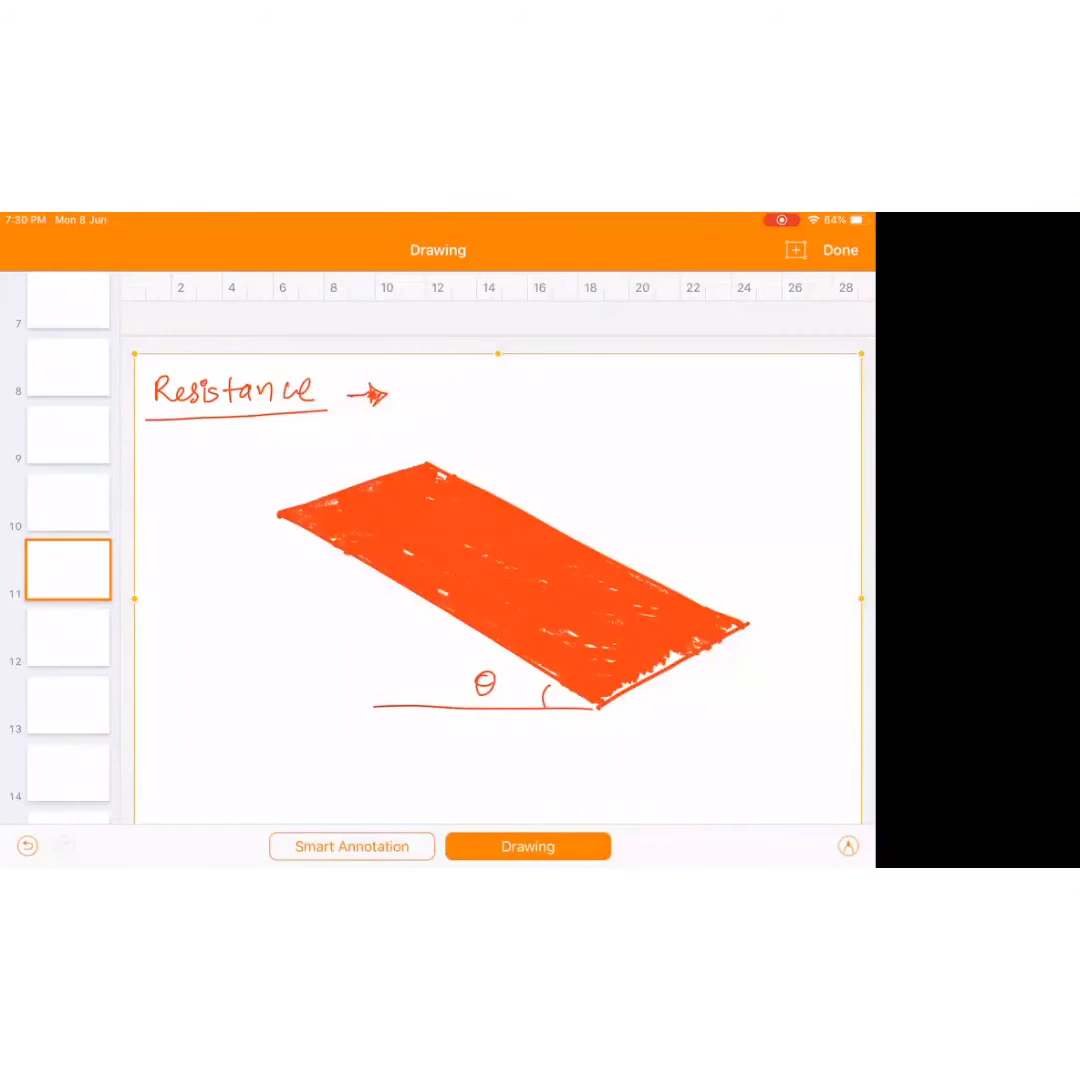 7:30 PM Mon 8 Jun 64%
Drawing Done
2 4 6 8 10 12 14 16 18 20 22 24 26 28
7
8
9
10
11
12
13
14
Resistance →
θ
Smart Annotation Drawing